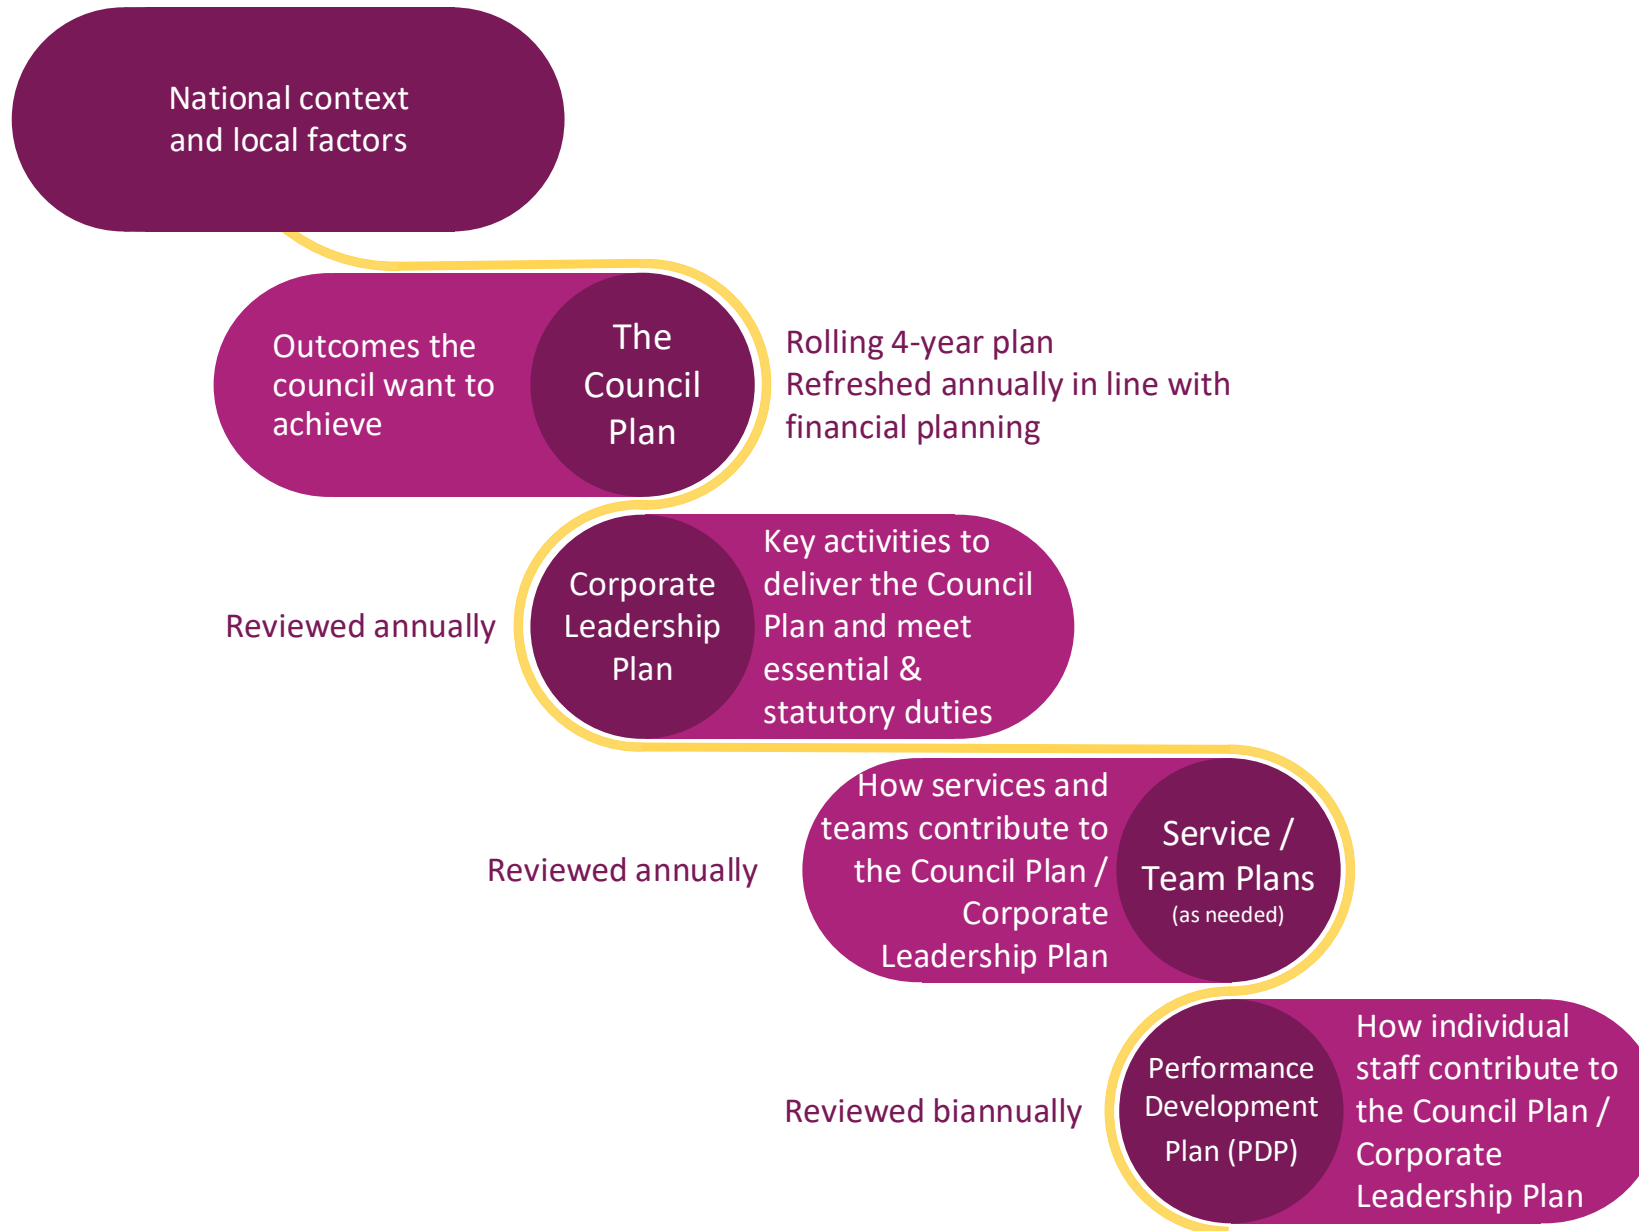 National context
and local factors
Outcomes the
council want to
achieve
The
Council
Plan
Rolling 4-year plan
Refreshed annually in line with
financial planning
Reviewed annually
Corporate
Leadership
Plan
Key activities to
deliver the Council
Plan and meet
essential &
statutory duties
Reviewed annually
How services and
teams contribute to
the Council Plan /
Corporate
Leadership Plan
Service /
Team Plans
(as needed)
Reviewed biannually
Performance
Development
Plan (PDP)
How individual
staff contribute to
the Council Plan /
Corporate
Leadership Plan